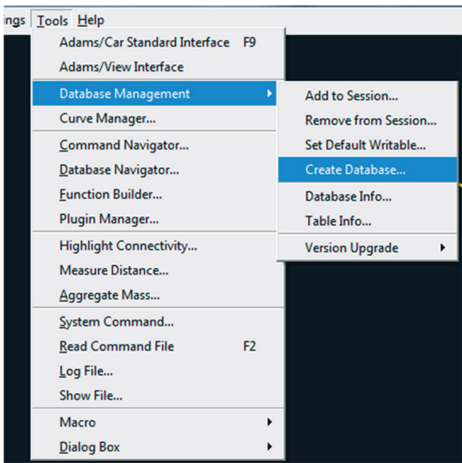 ings Tools Help
Adams/Car Standard Interface F9
Adams/View Interface
Database Management
Curve Manager...
Command Navigator...
Database Navigator...
Function Builder...
Plugin Manager...
Highlight Connectivity...
Measure Distance...
Aggregate Mass...
System Command...
Read Command File F2
Log File...
Show File...
Macro
Dialog Box
Add to Session...
Remove from Session...
Set Default Writable...
Create Database...
Database Info...
Table Info...
Version Upgrade